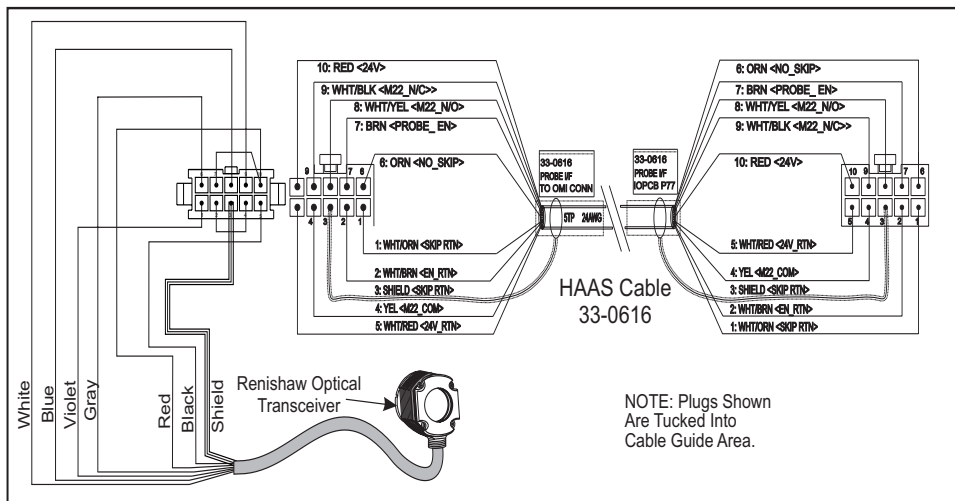 10: RED <24V>
9: WHT/BLK <M22_N/C>>
8: WHT/YEL <M22_N/O>
7: BRN <PROBE_ EN>
6: ORN <NO_SKIP>
9 7 6
4 3 2 1
1: WHT/ORN <SKIP RTN>
2: WHT/BRN <EN_RTN>
3: SHIELD <SKIP RTN>
4: YEL <M22_COM>
5: WHT/RED <24V_RTN>
33-0616
PROBE I/F
TO OMI CONN
33-0616
PROBE I/F
IOPCB P77
5TP 24AWG
HAAS Cable
33-0616
6: ORN <NO_SKIP>
7: BRN <PROBE_EN>
8: WHT/YEL <M22_N/O>
9: WHT/BLK <M22_N/C>>
10: RED <24V>
10 9 7 6
5 4 3 2 1
5: WHT/RED <24V_RTN>
4: YEL <M22_COM>
3: SHIELD <SKIP RTN>
2: WHT/BRN <EN_RTN>
1: WHT/ORN <SKIP RTN>
White
Blue
Violet
Gray
Red
Black
Shield
Renishaw Optical
Transceiver
NOTE: Plugs Shown
Are Tucked Into
Cable Guide Area.